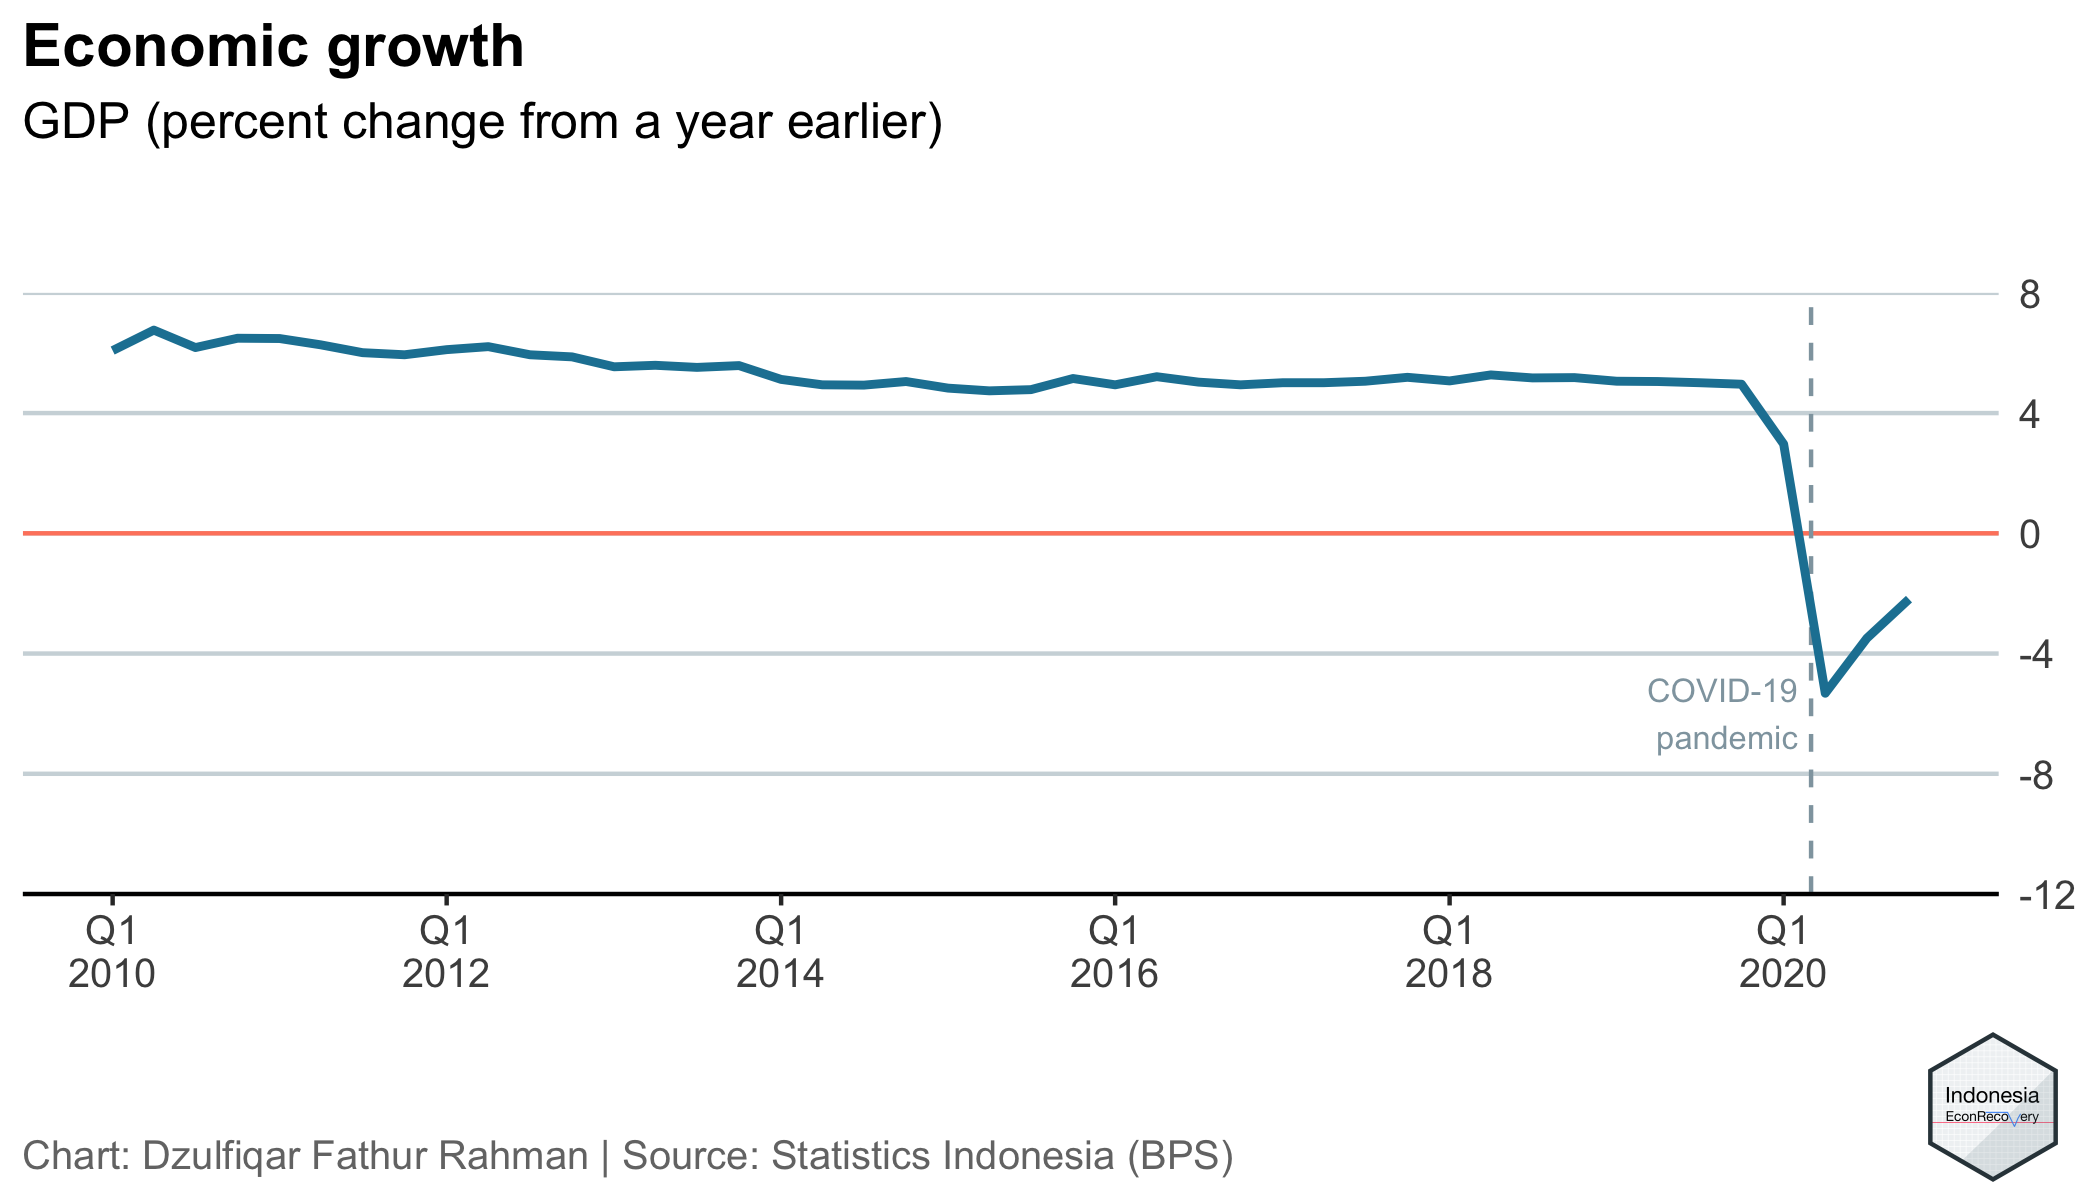 Economic growth
GDP (percent change from a year earlier)
8
4
0
-4
COVID-19
pandemic
-8
-12
Q1 Q1 Q1 Q1 Q1 Q1
2010 2012 2014 2016 2018 2020
Indonesia
EconRecovery
Chart: Dzulfiqar Fathur Rahman | Source: Statistics Indonesia (BPS)